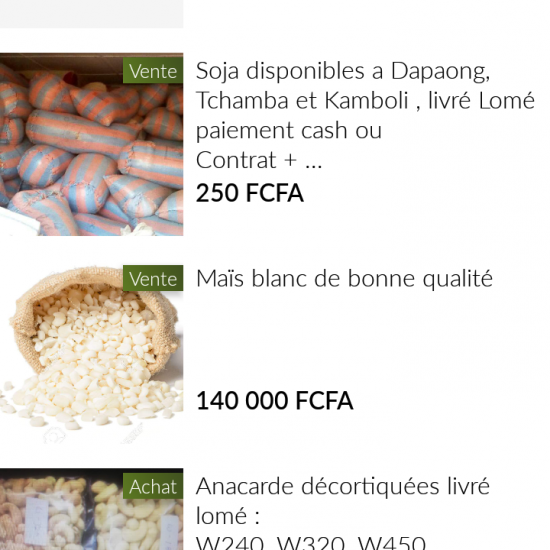 Vente
Soja disponibles a Dapaong,
Tchamba et Kamboli , livré Lomé
paiement cash ou
Contrat + ...
250 FCFA
Vente
Maïs blanc de bonne qualité
140 000 FCFA
Achat
Anacarde décortiquées livré
lomé :
W240, W320, W450